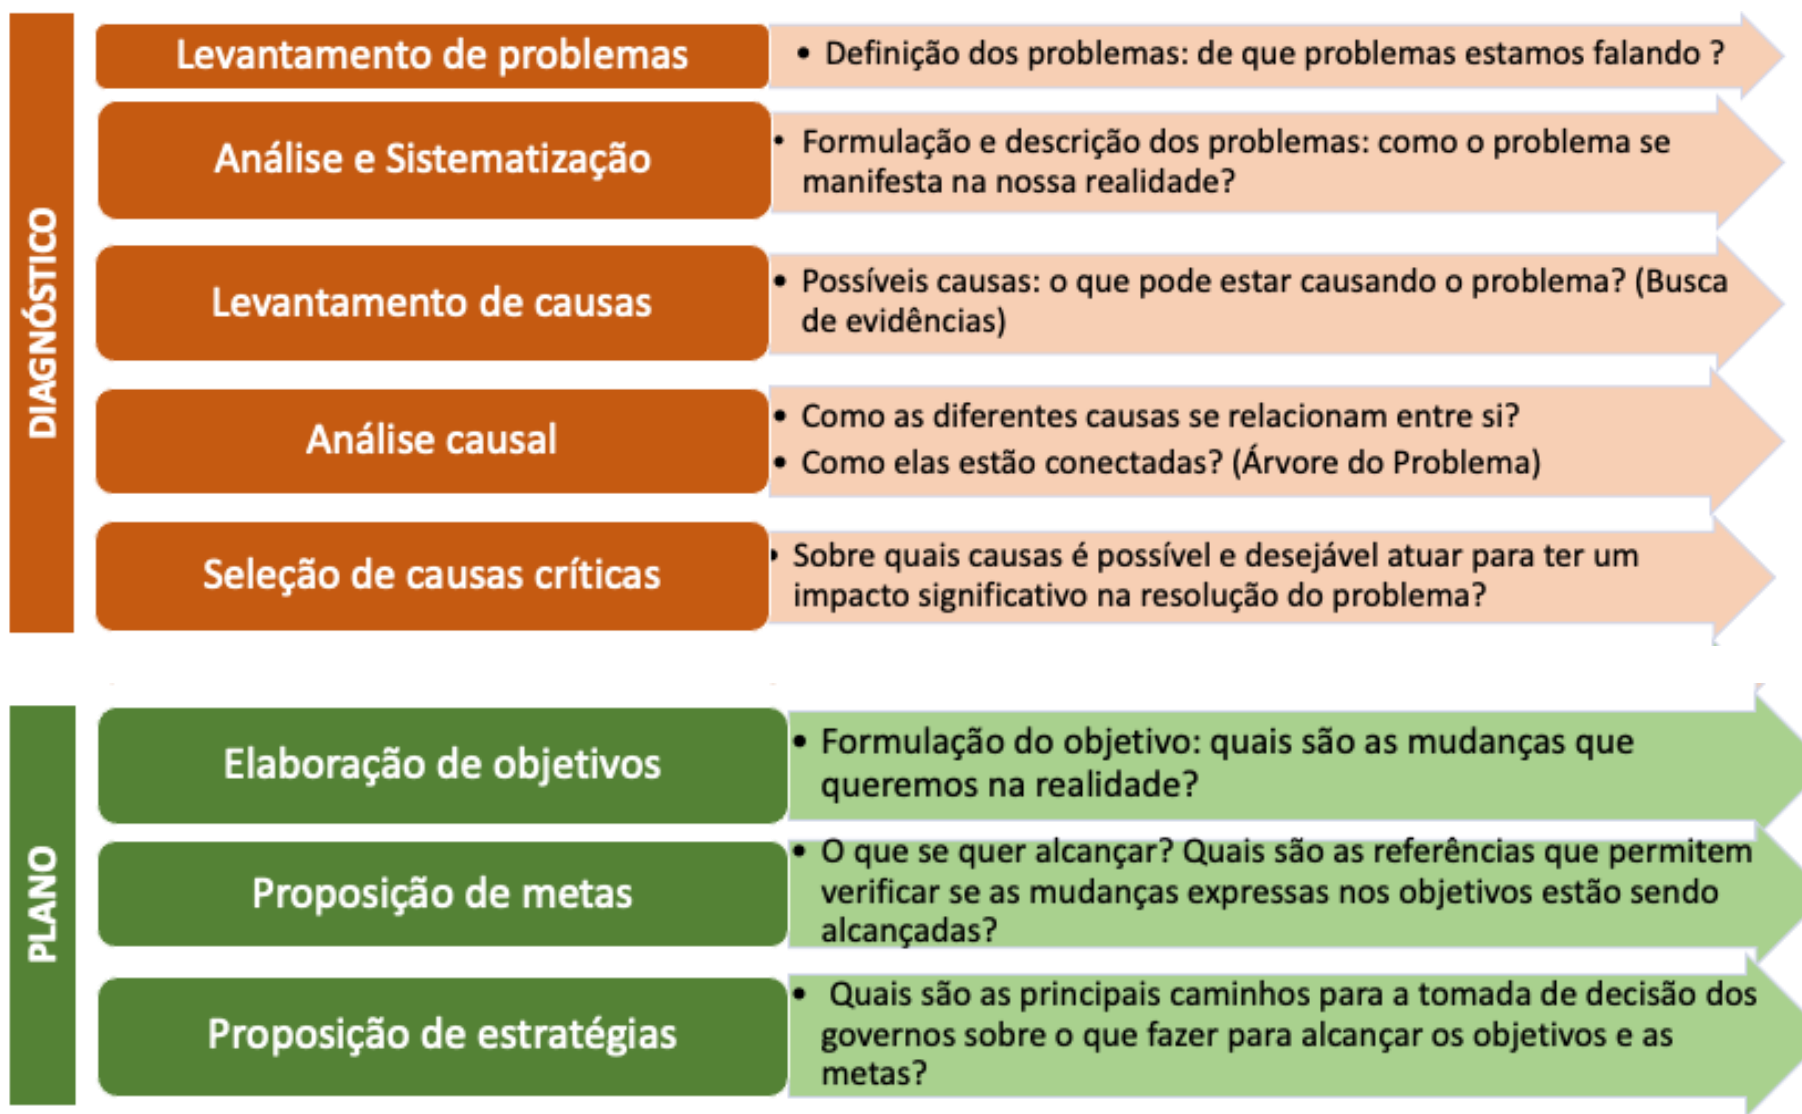 DIAGNÓSTICO
Levantamento de problemas
• Definição dos problemas: de que problemas estamos falando ?
Análise e Sistematização
• Formulação e descrição dos problemas: como o problema se
manifesta na nossa realidade?
Levantamento de causas
• Possíveis causas: o que pode estar causando o problema? (Busca
de evidências)
Análise causal
• Como as diferentes causas se relacionam entre si?
• Como elas estão conectadas? (Árvore do Problema)
Seleção de causas críticas
• Sobre quais causas é possível e desejável atuar para ter um
impacto significativo na resolução do problema?
PLANO
Elaboração de objetivos
• Formulação do objetivo: quais são as mudanças que
queremos na realidade?
Proposição de metas
• O que se quer alcançar? Quais são as referências que permitem
verificar se as mudanças expressas nos objetivos estão sendo
alcançadas?
Proposição de estratégias
• Quais são as principais caminhos para a tomada de decisão dos
governos sobre o que fazer para alcançar os objetivos e as
metas?